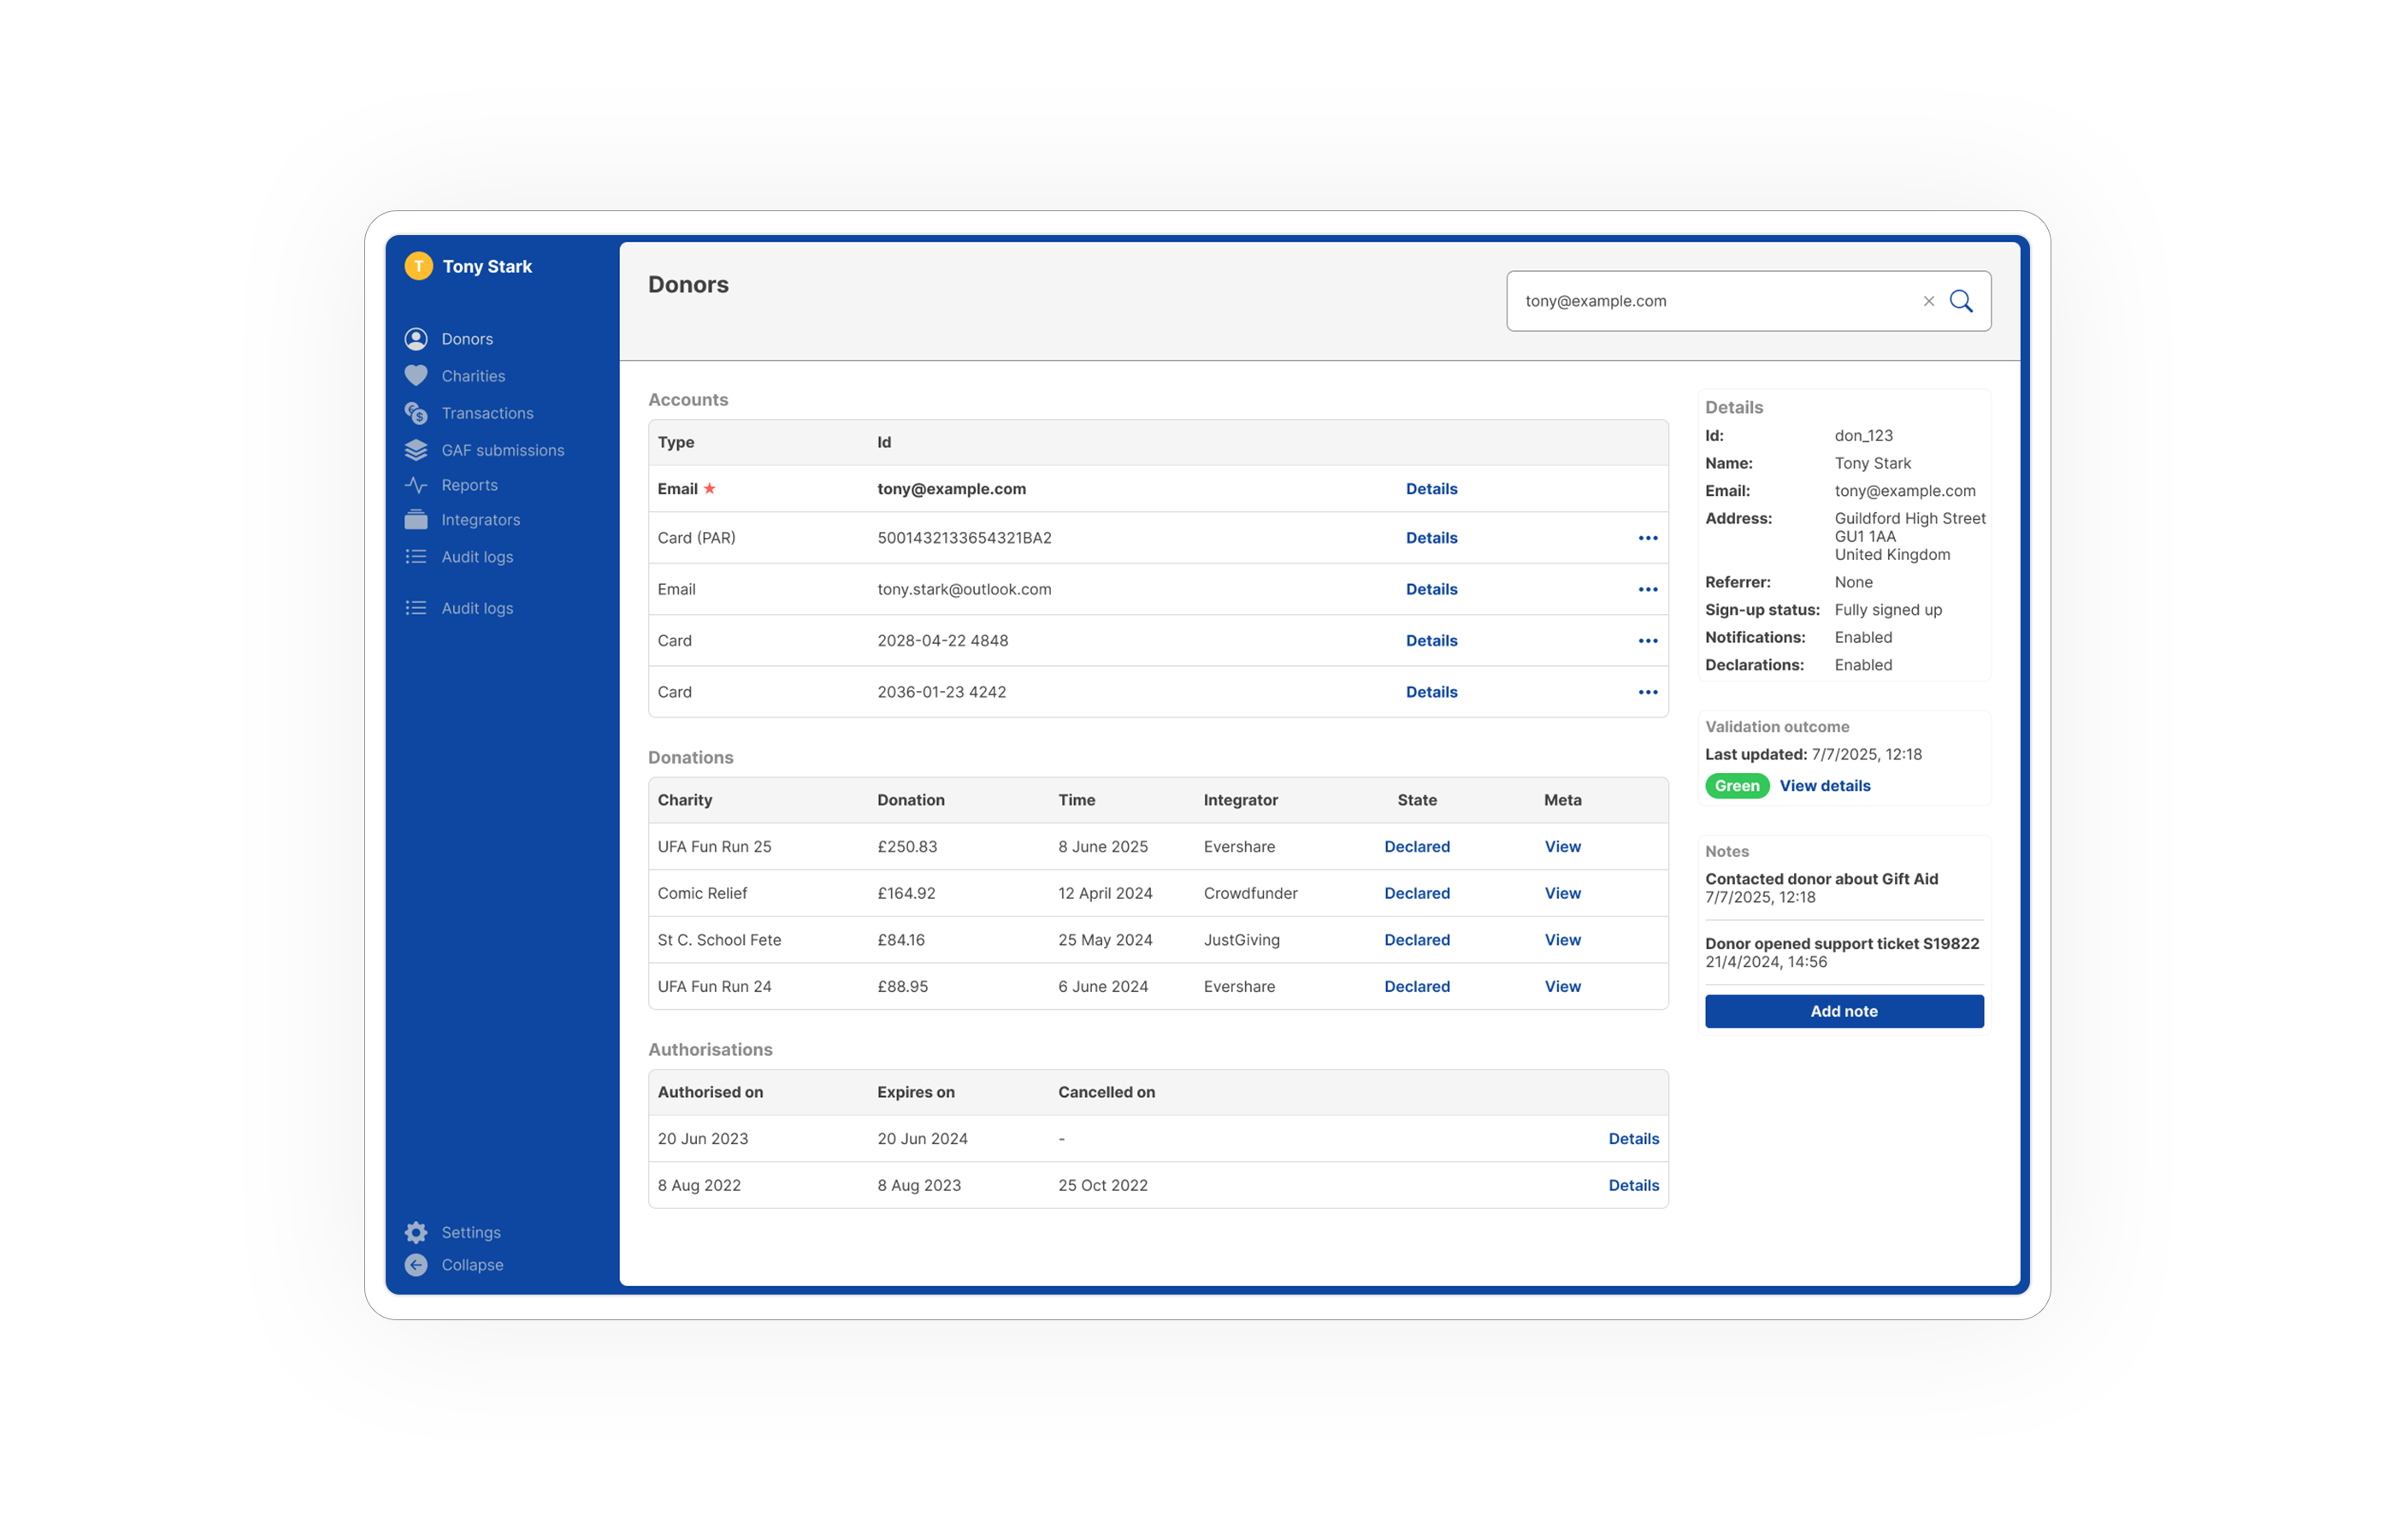 T Tony Stark
Donors
Charities
Transactions
GAF submissions
Reports
Integrators
Audit logs
Audit logs
Settings
Collapse
Donors
tony@example.com
Accounts
Type Id
Email tony@example.com Details
Card (PAR) 5001432133654321BA2 Details
Email tony.stark@outlook.com Details
Card 2028-04-22 4848 Details
Card 2036-01-23 4242 Details
Donations
Charity Donation Time Integrator State Meta
UFA Fun Run 25 £250.83 8 June 2025 Evershare Declared View
Comic Relief £164.92 12 April 2024 Crowdfunder Declared View
St C. School Fete £84.16 25 May 2024 JustGiving Declared View
UFA Fun Run 24 £88.95 6 June 2024 Evershare Declared View
Authorisations
Authorised on Expires on Cancelled on
20 Jun 2023 20 Jun 2024 - Details
8 Aug 2022 8 Aug 2023 25 Oct 2022 Details
Details
Id: don_123
Name: Tony Stark
Email: tony@example.com
Address: Guildford High Street
GU1 1AA
United Kingdom
Referrer: None
Sign-up status: Fully signed up
Notifications: Enabled
Declarations: Enabled
Validation outcome
Last updated: 7/7/2025, 12:18
Green View details
Notes
Contacted donor about Gift Aid
7/7/2025, 12:18
Donor opened support ticket S19822
21/4/2024, 14:56
Add note